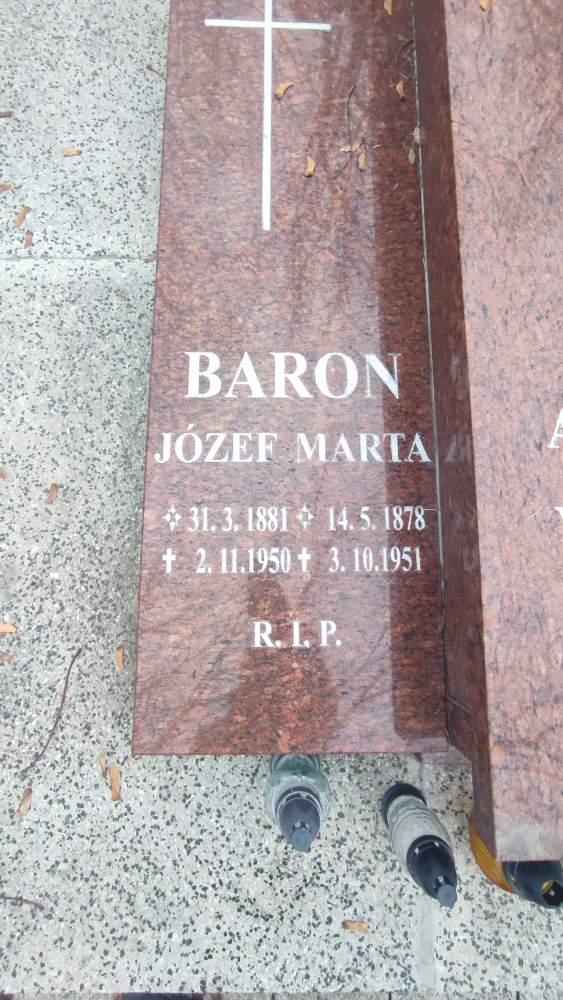 BARON
JÓZEF MARTA
✧ 31. 3. 1881 ✧ 14. 5. 1878
✝ 2. 11. 1950 ✝ 3. 10. 1951
R. I. P.